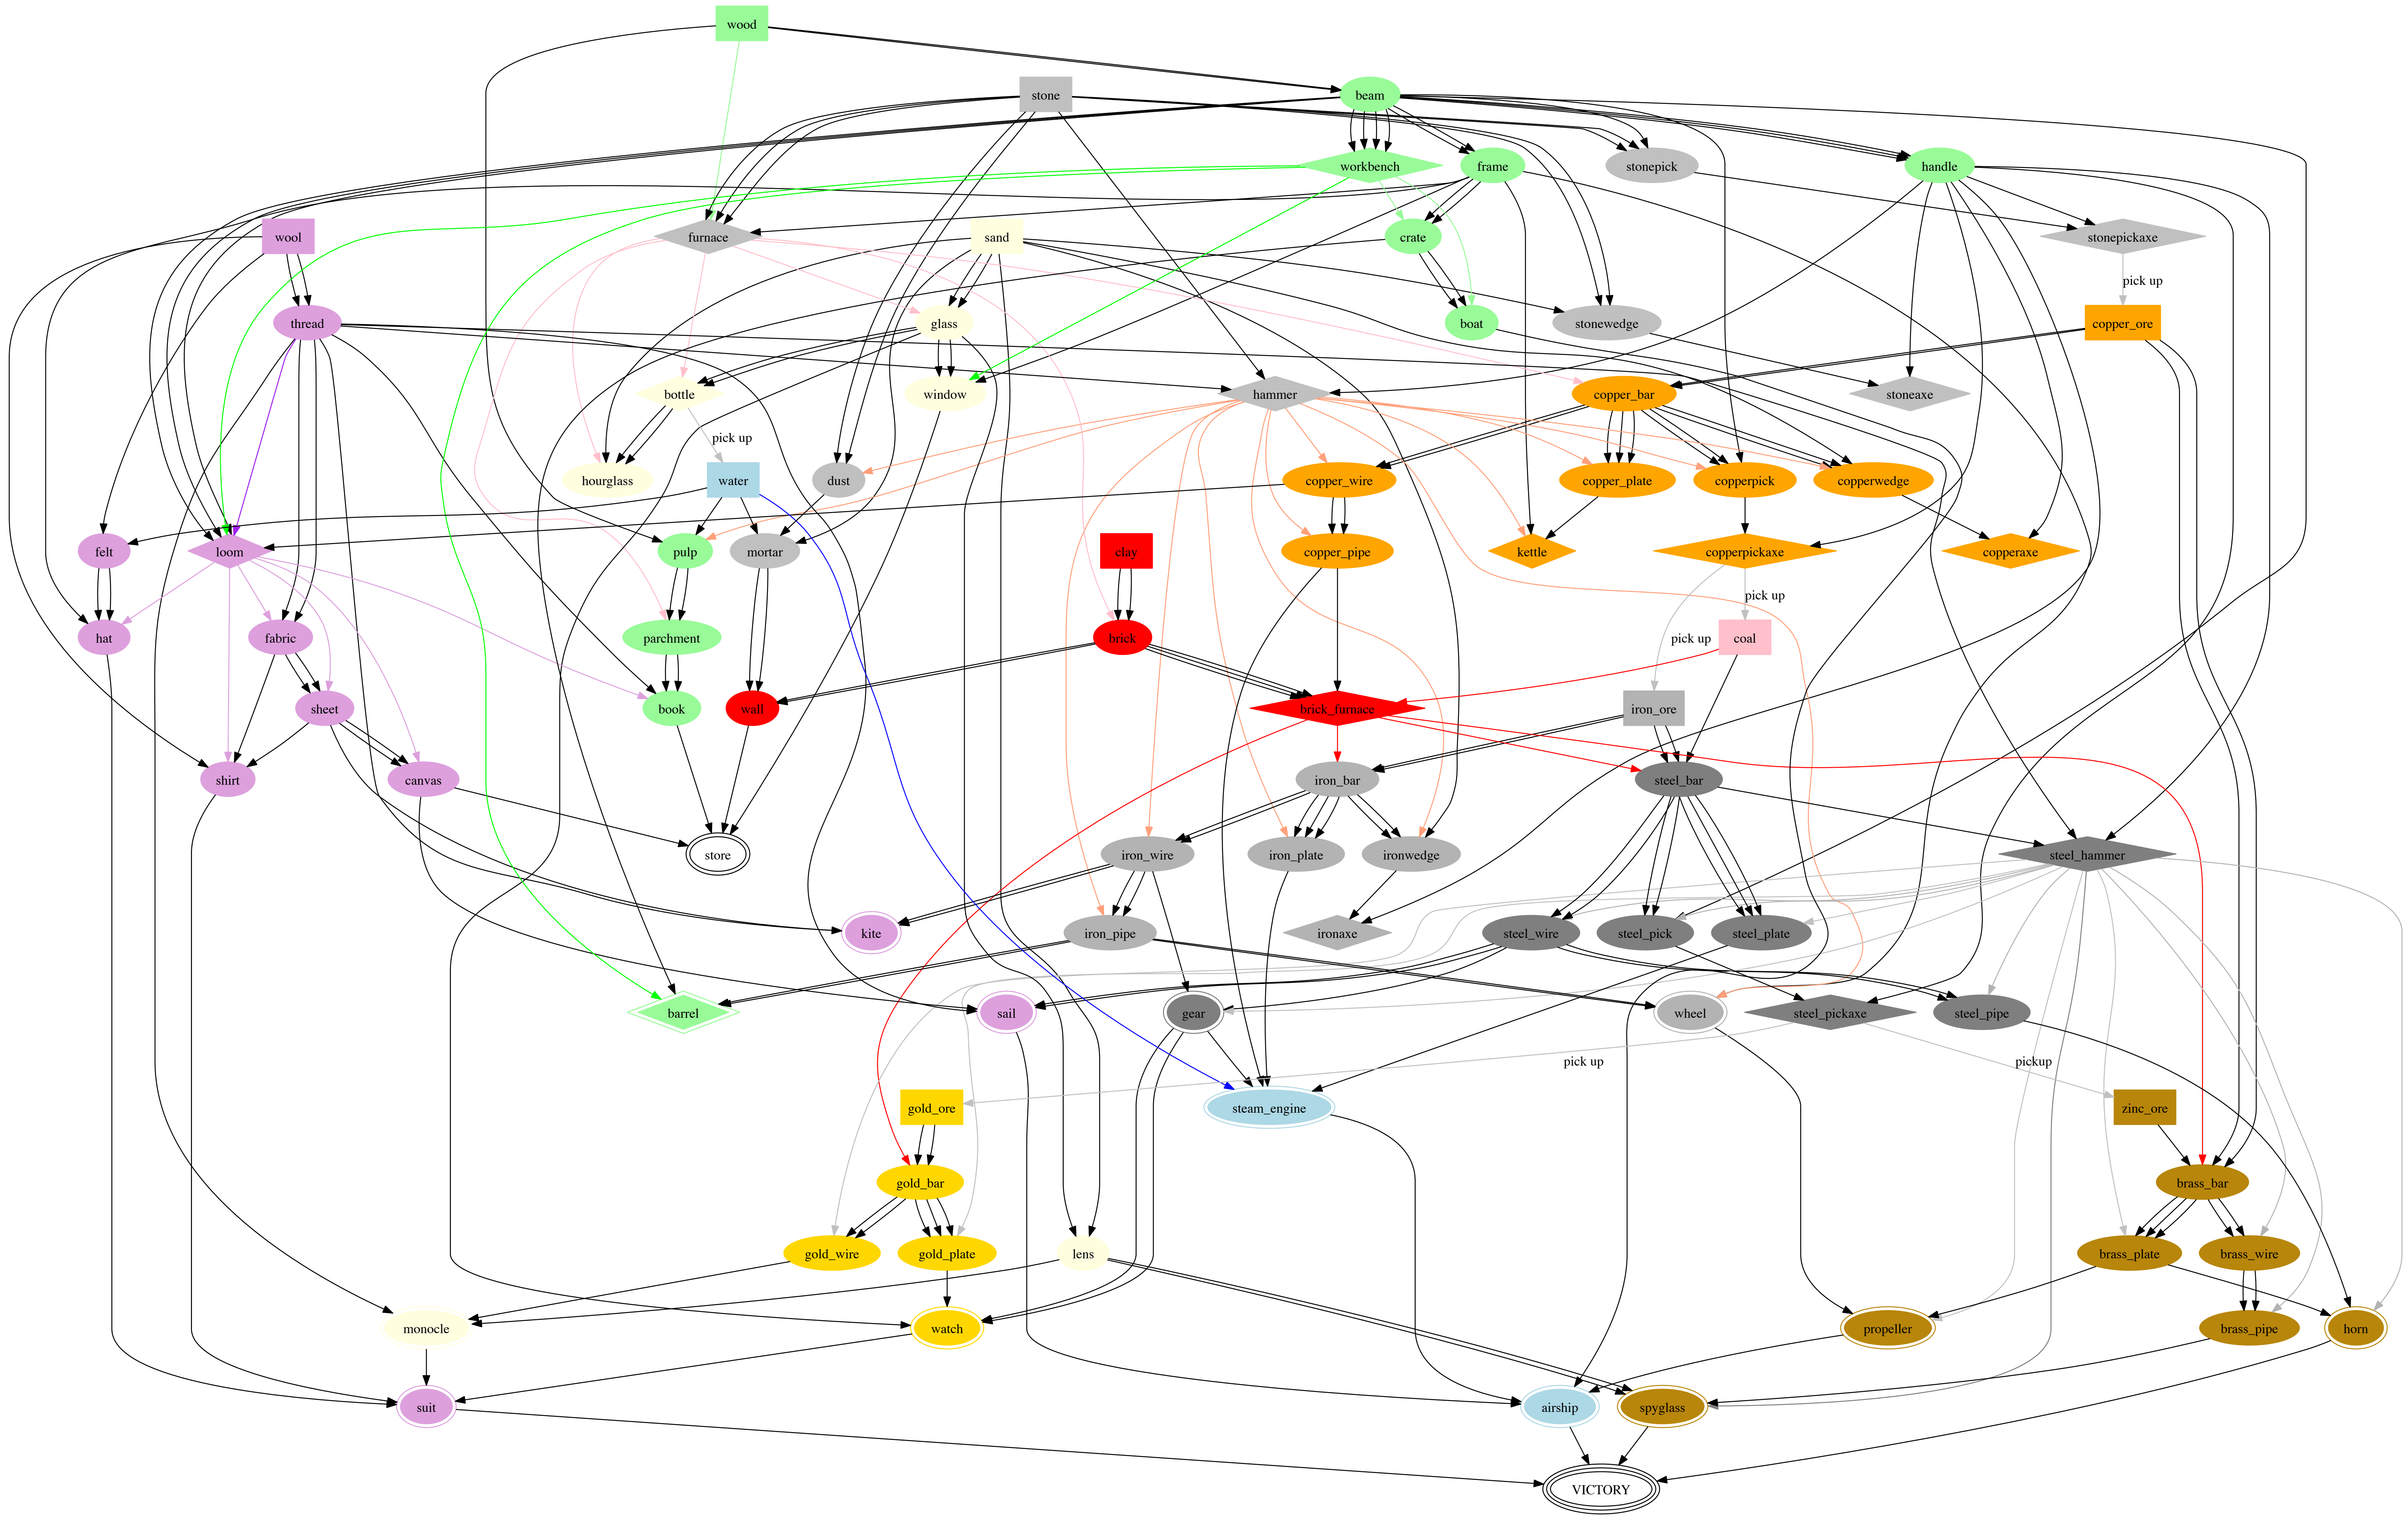 wood
stone
beam
workbench
frame
stonepick
handle
wool
furnace
sand
crate
stonepickaxe
pick up
thread
glass
boat
stonewedge
copper_ore
bottle
window
hammer
copper_bar
stoneaxe
pick up
hourglass
water
dust
copper_wire
copper_plate
copperpick
copperwedge
felt
loom
pulp
mortar
copper_pipe
clay
kettle
copperpickaxe
copperaxe
pick up
hat
fabric
parchment
brick
pick up
coal
sheet
book
wall
brick_furnace
iron_ore
shirt
canvas
iron_bar
steel_bar
store
iron_wire
iron_plate
ironwedge
steel_hammer
kite
iron_pipe
ironaxe
steel_wire
steel_pick
steel_plate
barrel
sail
gear
wheel
steel_pickaxe
steel_pipe
pick up
pickup
gold_ore
steam_engine
zinc_ore
gold_bar
brass_bar
gold_wire
gold_plate
lens
brass_plate
brass_wire
monocle
watch
propeller
brass_pipe
horn
suit
airship
spyglass
VICTORY